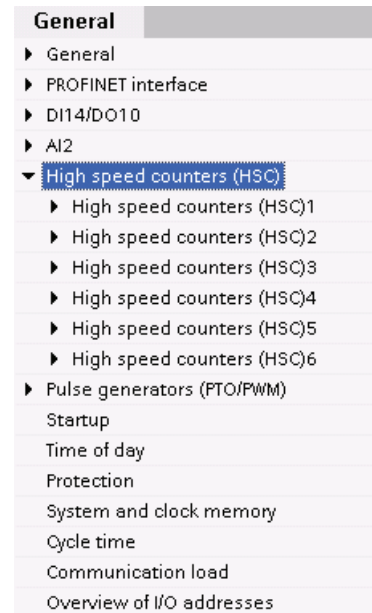 General
General
PROFINET interface
DI14/DO10
AI2
High speed counters (HSC)
High speed counters (HSC)1
High speed counters (HSC)2
High speed counters (HSC)3
High speed counters (HSC)4
High speed counters (HSC)5
High speed counters (HSC)6
Pulse generators (PTO/PWM)
Startup
Time of day
Protection
System and clock memory
Cycle time
Communication load
Overview of I/O addresses